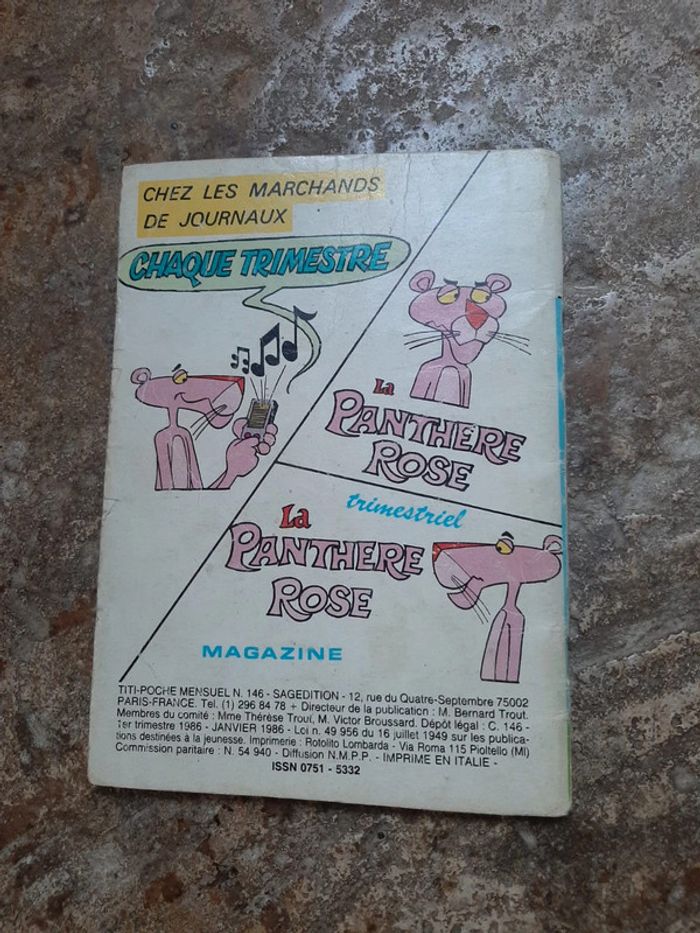 CHEZ LES MARCHANDS
DE JOURNAUX
CHAQUE TRIMESTRE
La
PANTHERE
ROSE
trimestriel
La
PANTHERE
ROSE
MAGAZINE
TITI-POCHE MENSUEL N. 146 - SAGEDITION - 12, rue du Quatre-Septembre 75002
PARIS-FRANCE. Tel. (1) 296 84 78 + Directeur de la publication : M. Bernard Trout.
Membres du comité : Mme Thérèse Trout, M. Victor Broussard. Dépôt légal : C. 146 -
1er trimestre 1986 - JANVIER 1986 - Loi n. 49 956 du 16 juillet 1949 sur les publica-
tions destinées à la jeunesse. Imprimerie : Rotolito Lombarda - Via Roma 115 Pioltello (MI)
Commission paritaire : N. 54 940 - Diffusion N.M.P.P. - IMPRIME EN ITALIE -
ISSN 0751 - 5332